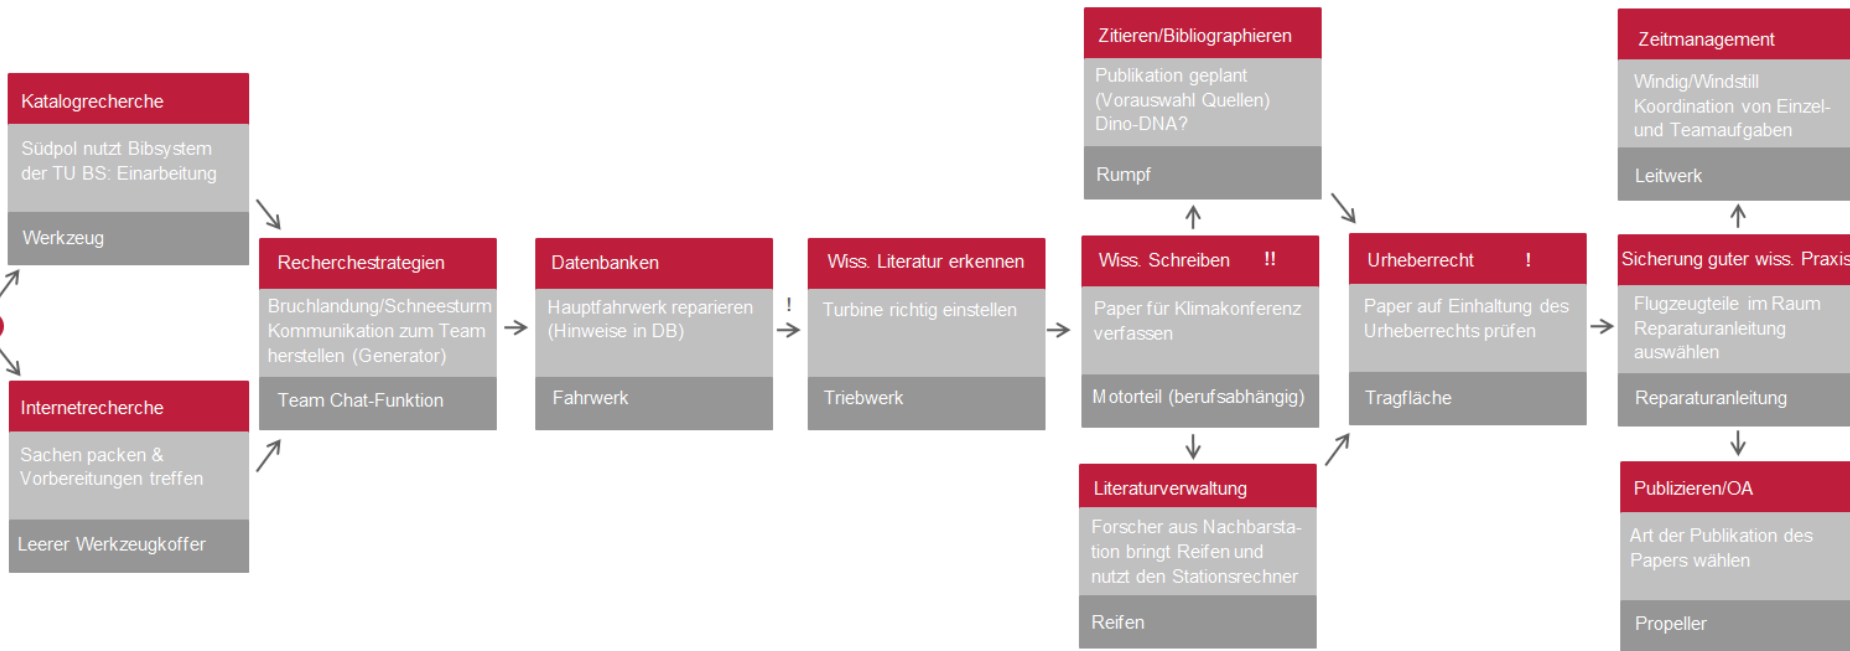 Katalogrecherche
Südpol nutzt Bibsystem
der TU BS: Einarbeitung
Werkzeug
Internetrecherche
Sachen packen &
Vorbereitungen treffen
Leerer Werkzeugkoffer
Recherchestrategien
Bruchlandung/Schneesturm
Kommunikation zum Team
herstellen (Generator)
Team Chat-Funktion
Datenbanken
Hauptfahrwerk reparieren
(Hinweise in DB)
Fahrwerk
!
Wiss. Literatur erkennen
Turbine richtig einstellen
Triebwerk
Zitieren/Bibliographieren
Publikation geplant
(Vorauswahl Quellen)
Dino-DNA?
Rumpf
Wiss. Schreiben !!
Paper für Klimakonferenz
verfassen
Motorteil (berufsabhängig)
Literaturverwaltung
Forscher aus Nachbarsta-
tion bringt Reifen und
nutzt den Stationsrechner
Reifen
Urheberrecht !
Paper auf Einhaltung des
Urheberrechts prüfen
Tragfläche
Zeitmanagement
Windig/Windstill
Koordination von Einzel-
und Teamaufgaben
Leitwerk
Sicherung guter wiss. Praxis
Flugzeugteile im Raum
Reparaturanleitung
auswählen
Reparaturanleitung
Publizieren/OA
Art der Publikation des
Papers wählen
Propeller